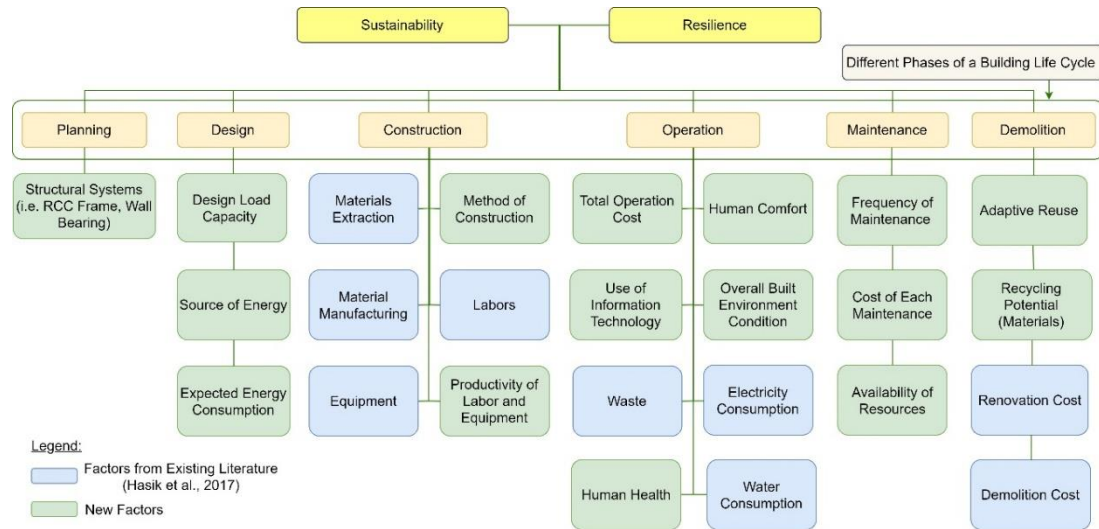 Sustainability
Resilience
Different Phases of a Building Life Cycle
Planning
Design
Construction
Operation
Maintenance
Demolition
Structural Systems
(i.e. RCC Frame, Wall
Bearing)
Design Load
Capacity
Materials
Extraction
Method of
Construction
Total Operation
Cost
Human Comfort
Frequency of
Maintenance
Adaptive Reuse
Source of Energy
Material
Manufacturing
Labors
Use of
Information
Technology
Overall Built
Environment
Condition
Cost of Each
Maintenance
Recycling
Potential
(Materials)
Expected Energy
Consumption
Equipment
Productivity of
Labor and
Equipment
Waste
Electricity
Consumption
Availability of
Resources
Renovation Cost
Human Health
Water
Consumption
Demolition Cost
Legend:
Factors from Existing Literature
(Hasik et al., 2017)
New Factors